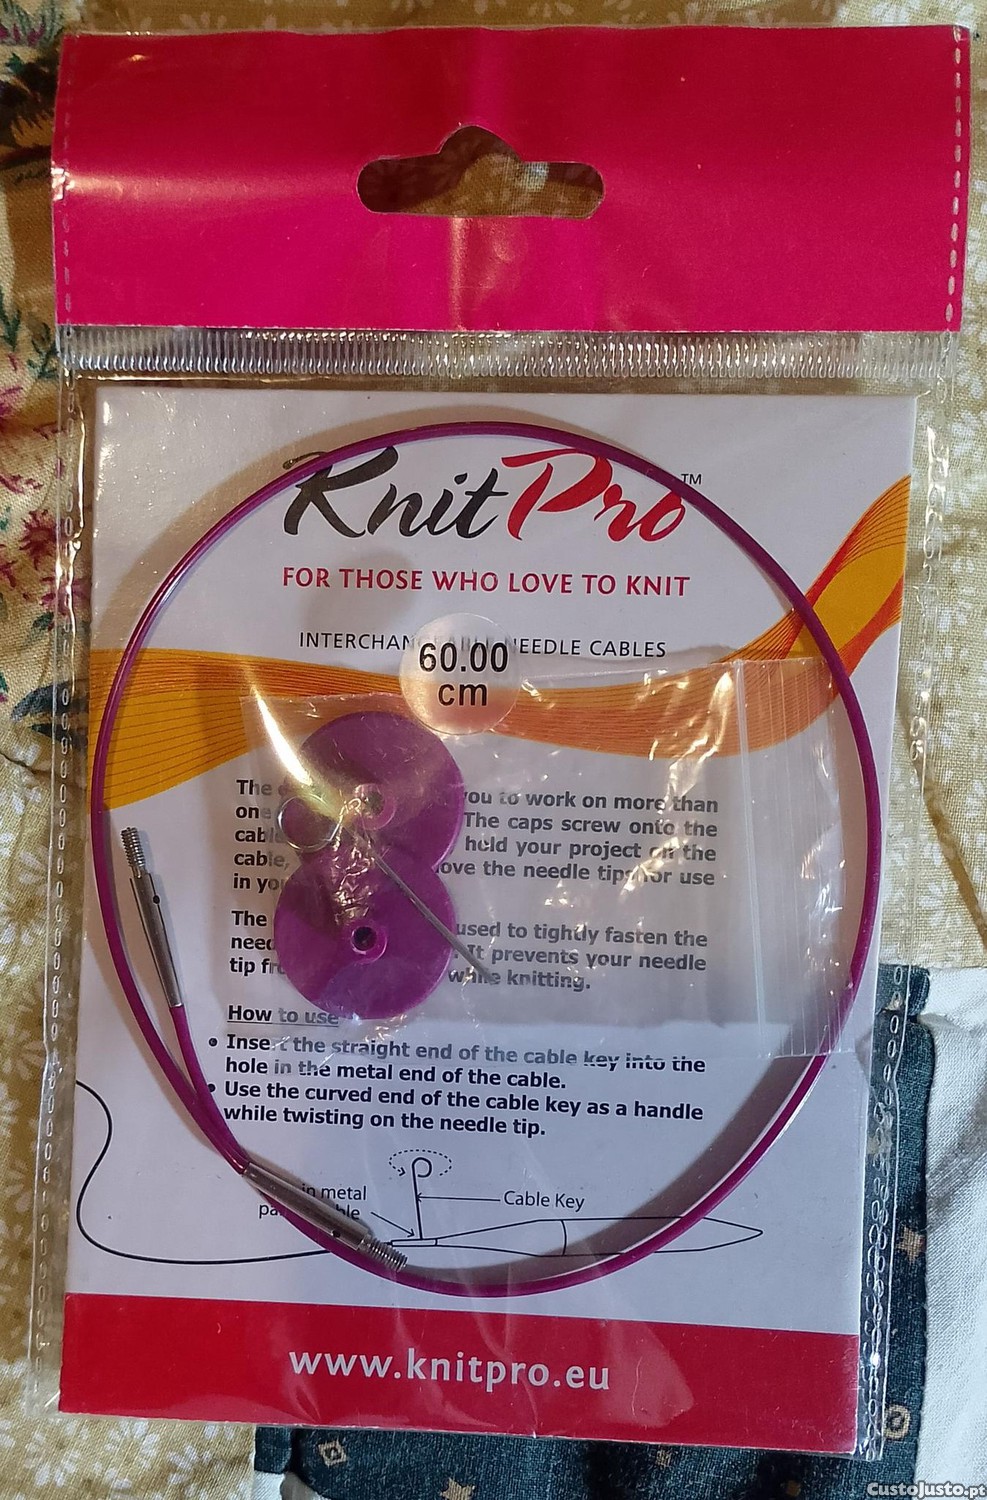 KnitPro™
FOR THOSE WHO LOVE TO KNIT
INTERCHANGEABLE NEEDLE CABLES
60.00
cm
The you to work on more than
one The caps screw onto the
cable hold your project on the
cable, the needle tips for use
in you
The used to tightly fasten the
need It prevents your needle
tip while knitting.
How to use
• Insert the straight end of the cable key into the
hole in the metal end of the cable.
• Use the curved end of the cable key as a handle
while twisting on the needle tip.
in metal
Cable Key
www.knitpro.eu
CustoJusto.pt